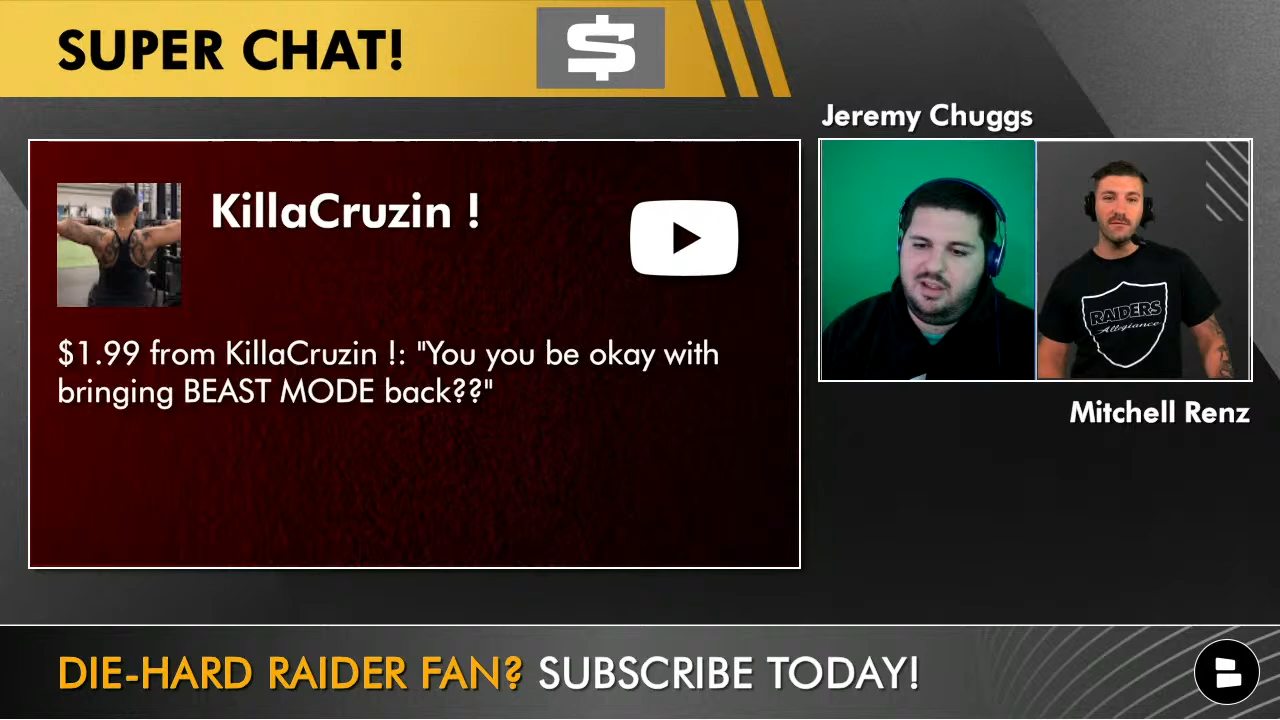 SUPER CHAT!
$
Jeremy Chuggs
KillaCruzin !
RAIDERS
Allegiance
$1.99 from KillaCruzin !: "You you be okay with
bringing BEAST MODE back??"
Mitchell Renz
DIE-HARD RAIDER FAN? SUBSCRIBE TODAY!